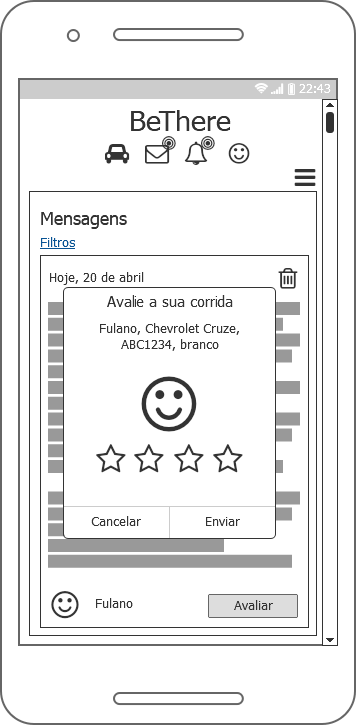 22:43
BeThere
Mensagens
Filtros
Hoje, 20 de abril
Avalie a sua corrida
Fulano, Chevrolet Cruze,
ABC1234, branco
Cancelar
Enviar
Fulano
Avaliar